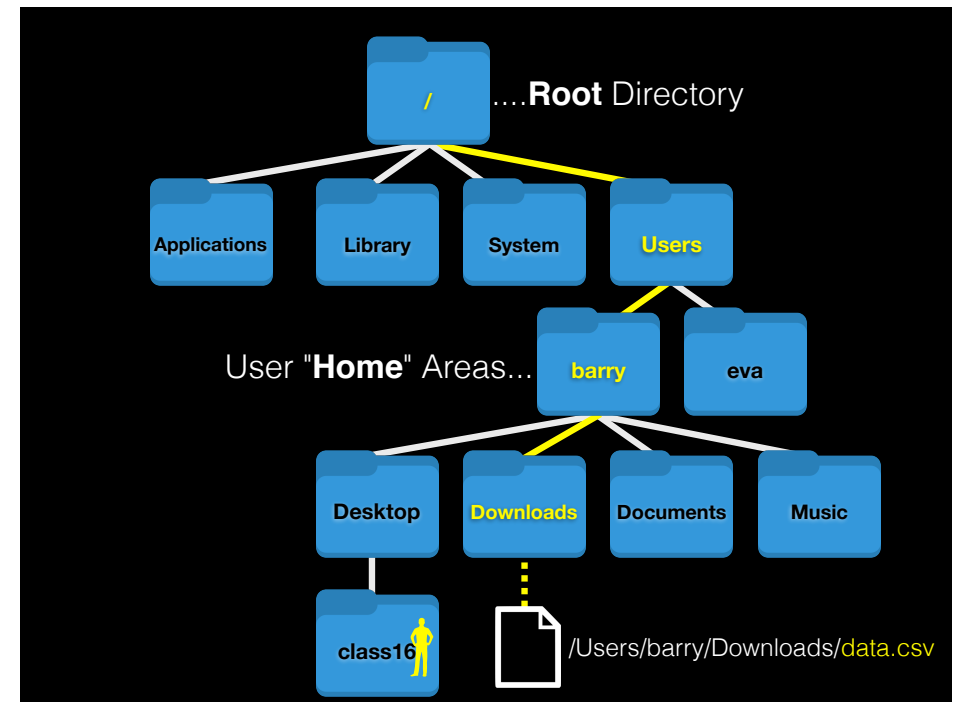 /
....Root Directory
Applications
Library
System
Users
User "Home" Areas...
barry
eva
Desktop
Downloads
Documents
Music
class16
/Users/barry/Downloads/data.csv